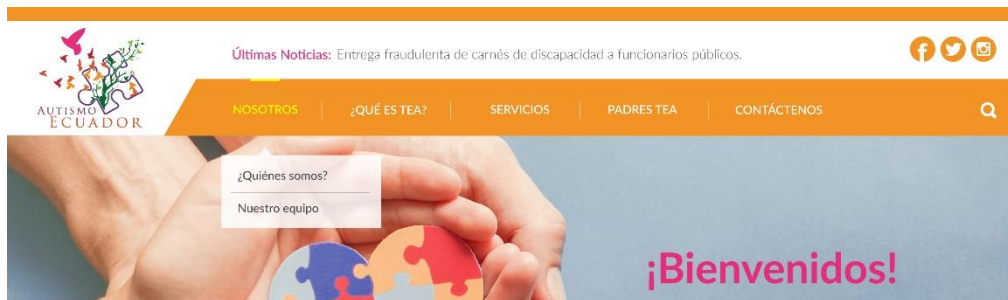 Últimas Noticias: Entrega fraudulenta de carnés de discapacidad a funcionarios públicos.
AUTISMO
ECUADOR
NOSOTROS
¿QUÉ ES TEA?
SERVICIOS
PADRES TEA
CONTÁCTENOS
¿Quiénes somos?
Nuestro equipo
¡Bienvenidos!